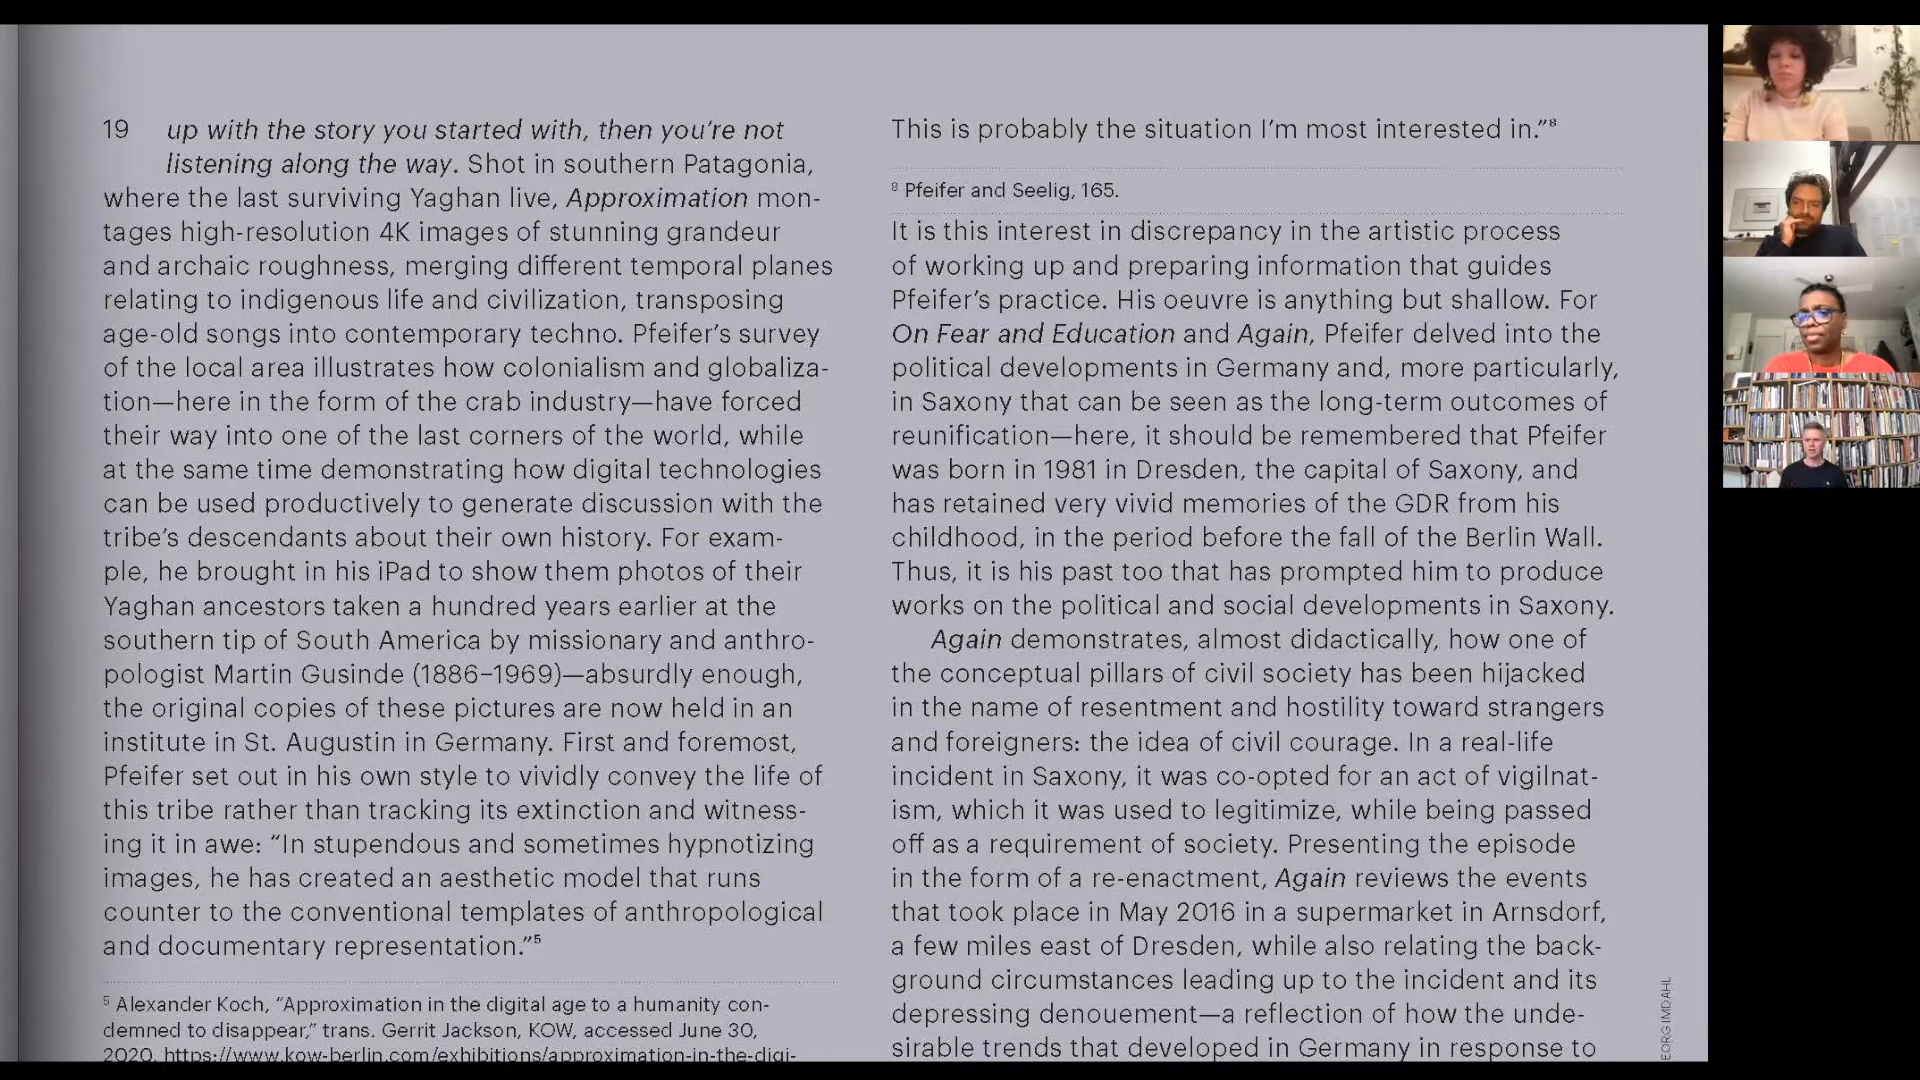 19 up with the story you started with, then you're not
listening along the way. Shot in southern Patagonia,
where the last surviving Yaghan live, Approximation mon-
tages high-resolution 4K images of stunning grandeur
and archaic roughness, merging different temporal planes
relating to indigenous life and civilization, transposing
age-old songs into contemporary techno. Pfeifer's survey
of the local area illustrates how colonialism and globaliza-
tion—here in the form of the crab industry—have forced
their way into one of the last corners of the world, while
at the same time demonstrating how digital technologies
can be used productively to generate discussion with the
tribe's descendants about their own history. For exam-
ple, he brought in his iPad to show them photos of their
Yaghan ancestors taken a hundred years earlier at the
southern tip of South America by missionary and anthro-
pologist Martin Gusinde (1886–1969)—absurdly enough,
the original copies of these pictures are now held in an
institute in St. Augustin in Germany. First and foremost,
Pfeifer set out in his own style to vividly convey the life of
this tribe rather than tracking its extinction and witness-
ing it in awe: “In stupendous and sometimes hypnotizing
images, he has created an aesthetic model that runs
counter to the conventional templates of anthropological
and documentary representation.”⁵
⁵ Alexander Koch, “Approximation in the digital age to a humanity con-
demned to disappear,” trans. Gerrit Jackson, KOW, accessed June 30,
2020, https://www.kow-berlin.com/exhibitions/approximation-in-the-digi-
This is probably the situation I'm most interested in.”⁸
⁸ Pfeifer and Seelig, 165.
It is this interest in discrepancy in the artistic process
of working up and preparing information that guides
Pfeifer's practice. His oeuvre is anything but shallow. For
On Fear and Education and Again, Pfeifer delved into the
political developments in Germany and, more particularly,
in Saxony that can be seen as the long-term outcomes of
reunification—here, it should be remembered that Pfeifer
was born in 1981 in Dresden, the capital of Saxony, and
has retained very vivid memories of the GDR from his
childhood, in the period before the fall of the Berlin Wall.
Thus, it is his past too that has prompted him to produce
works on the political and social developments in Saxony.
Again demonstrates, almost didactically, how one of
the conceptual pillars of civil society has been hijacked
in the name of resentment and hostility toward strangers
and foreigners: the idea of civil courage. In a real-life
incident in Saxony, it was co-opted for an act of vigilnat-
ism, which it was used to legitimize, while being passed
off as a requirement of society. Presenting the episode
in the form of a re-enactment, Again reviews the events
that took place in May 2016 in a supermarket in Arnsdorf,
a few miles east of Dresden, while also relating the back-
ground circumstances leading up to the incident and its
depressing denouement—a reflection of how the unde-
sirable trends that developed in Germany in response to
EORG IMDAHL